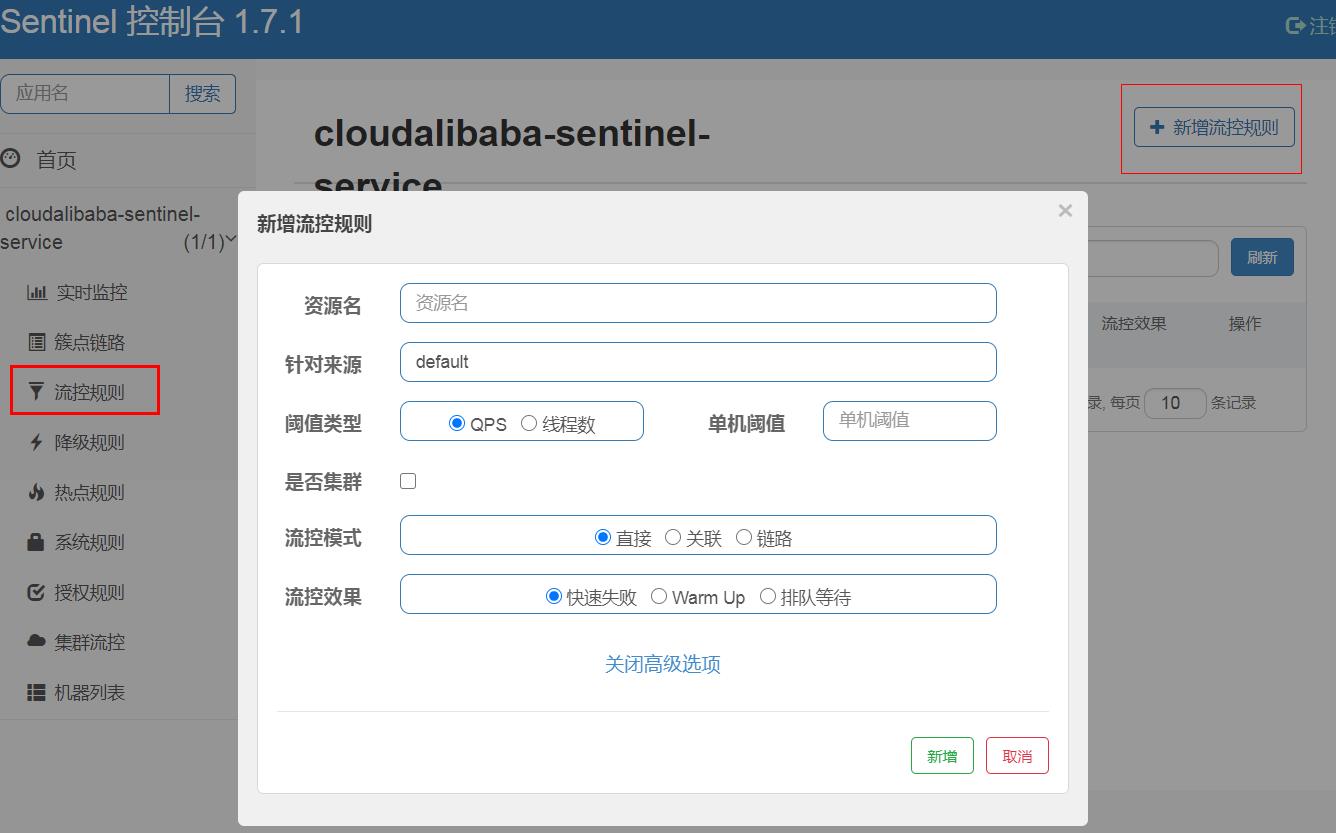 Sentinel 控制台 1.7.1
应用名
搜索
首页
cloudalibaba-sentinel-
service (1/1)
实时监控
簇点链路
流控规则
降级规则
热点规则
系统规则
授权规则
集群流控
机器列表
cloudalibaba-sentinel-
service
新增流控规则
刷新
流控效果 操作
录, 每页 10 条记录
新增流控规则
×
资源名 资源名
针对来源 default
阈值类型 QPS 线程数 单机阈值 单机阈值
是否集群
流控模式 直接 关联 链路
流控效果 快速失败 Warm Up 排队等待
关闭高级选项
新增 取消